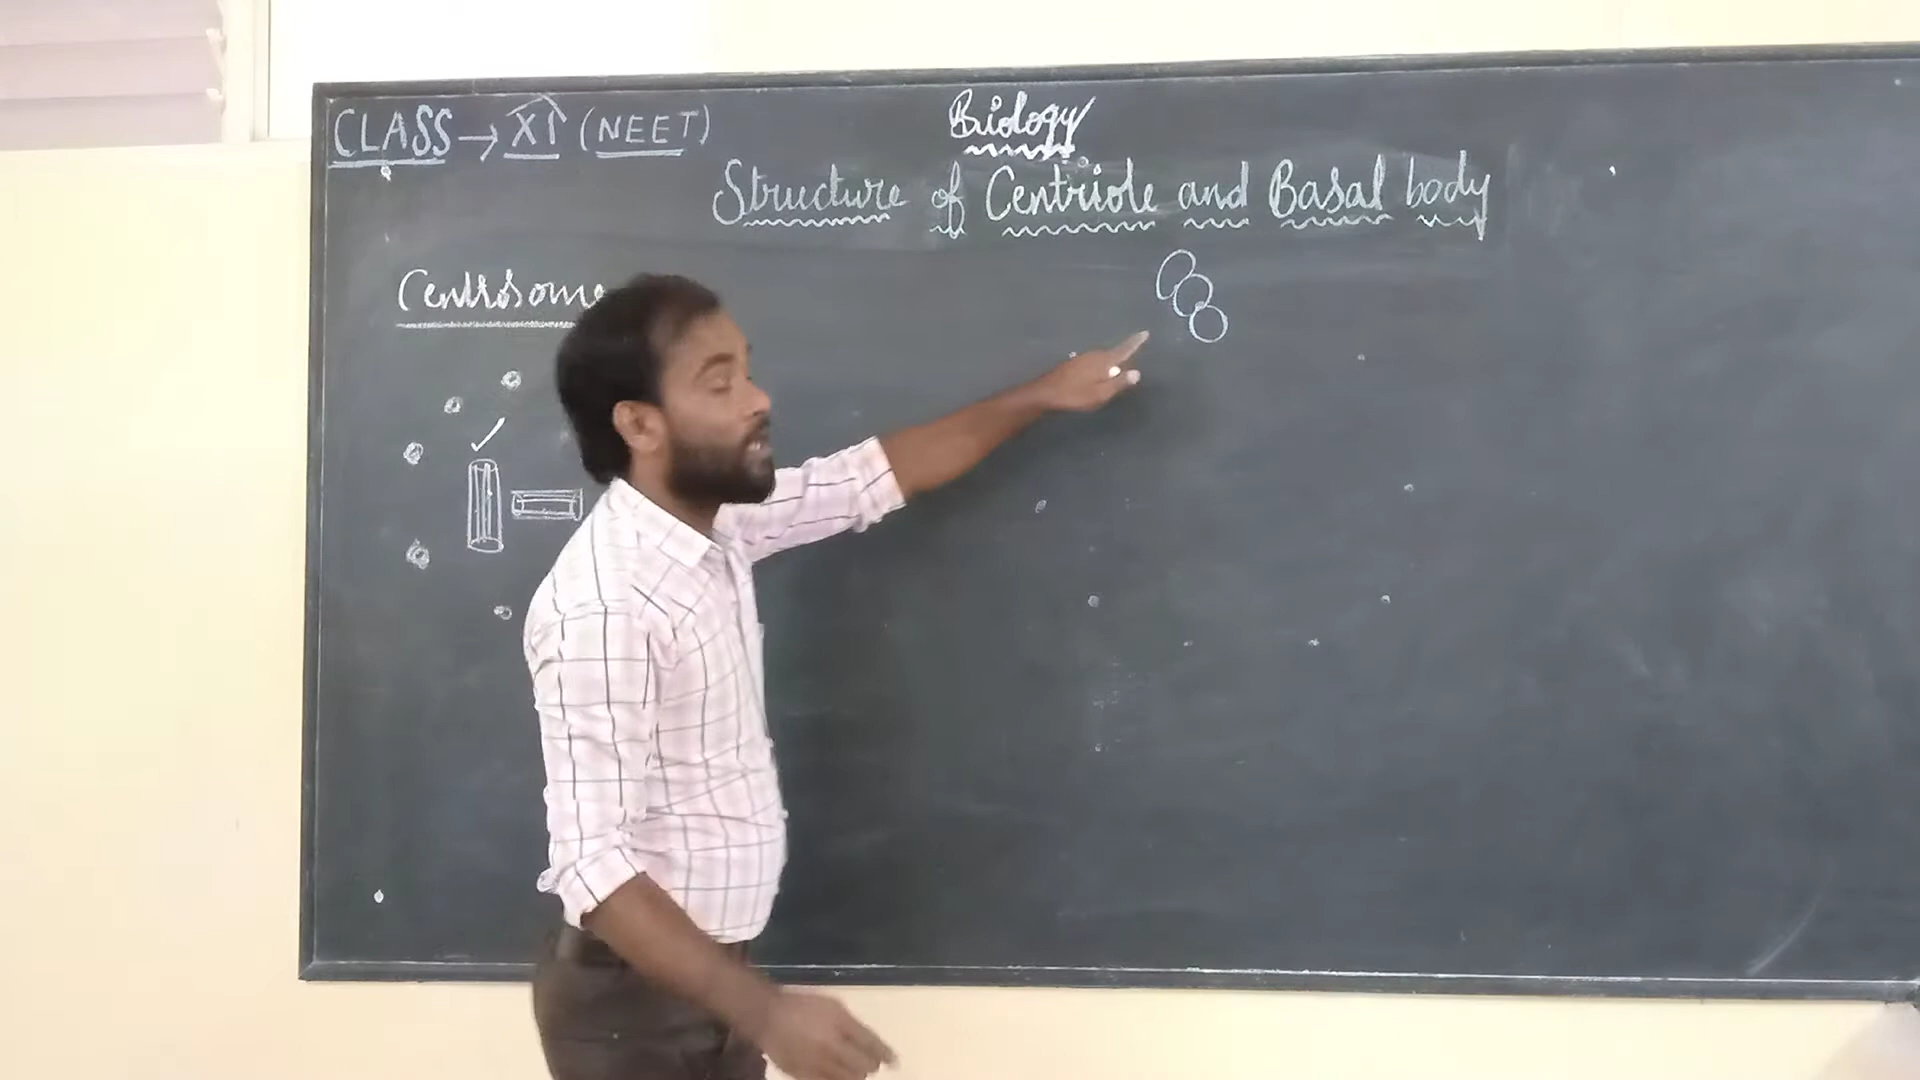 CLASS → XI (NEET)
Biology
Structure of Centriole and Basal body
Centrosome